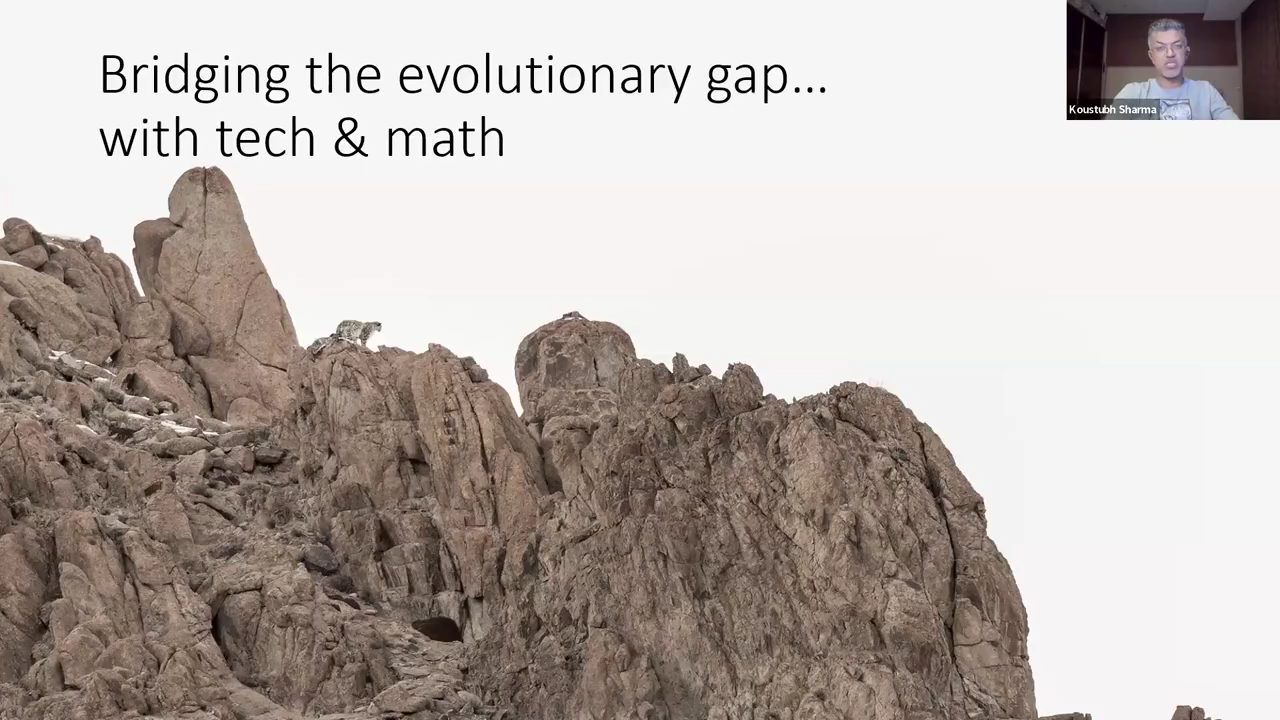 Bridging the evolutionary gap...
with tech & math
Koustubh Sharma